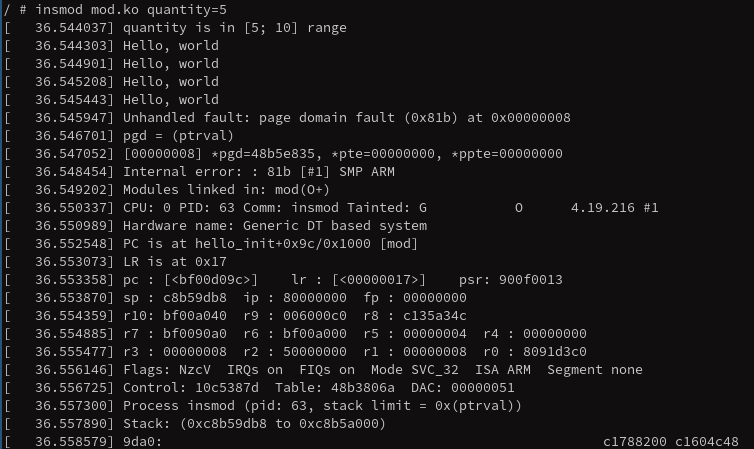 / # insmod mod.ko quantity=5
[   36.544037] quantity is in [5; 10] range
[   36.544303] Hello, world
[   36.544901] Hello, world
[   36.545208] Hello, world
[   36.545443] Hello, world
[   36.545947] Unhandled fault: page domain fault (0x81b) at 0x00000008
[   36.546701] pgd = (ptrval)
[   36.547052] [00000008] *pgd=48b5e835, *pte=00000000, *ppte=00000000
[   36.548454] Internal error: : 81b [#1] SMP ARM
[   36.549202] Modules linked in: mod(O+)
[   36.550337] CPU: 0 PID: 63 Comm: insmod Tainted: G           O      4.19.216 #1
[   36.550989] Hardware name: Generic DT based system
[   36.552548] PC is at hello_init+0x9c/0x1000 [mod]
[   36.553073] LR is at 0x17
[   36.553358] pc : [<bf00d09c>]    lr : [<00000017>]    psr: 900f0013
[   36.553870] sp : c8b59db8  ip : 80000000  fp : 00000000
[   36.554359] r10: bf00a040  r9 : 006000c0  r8 : c135a34c
[   36.554885] r7 : bf0090a0  r6 : bf00a000  r5 : 00000004  r4 : 00000000
[   36.555477] r3 : 00000008  r2 : 50000000  r1 : 00000008  r0 : 8091d3c0
[   36.556146] Flags: NzcV  IRQs on  FIQs on  Mode SVC_32  ISA ARM  Segment none
[   36.556725] Control: 10c5387d  Table: 48b3806a  DAC: 00000051
[   36.557300] Process insmod (pid: 63, stack limit = 0x(ptrval))
[   36.557890] Stack: (0xc8b59db8 to 0xc8b5a000)
[   36.558579] 9da0:                                                       c1788200 c1604c48